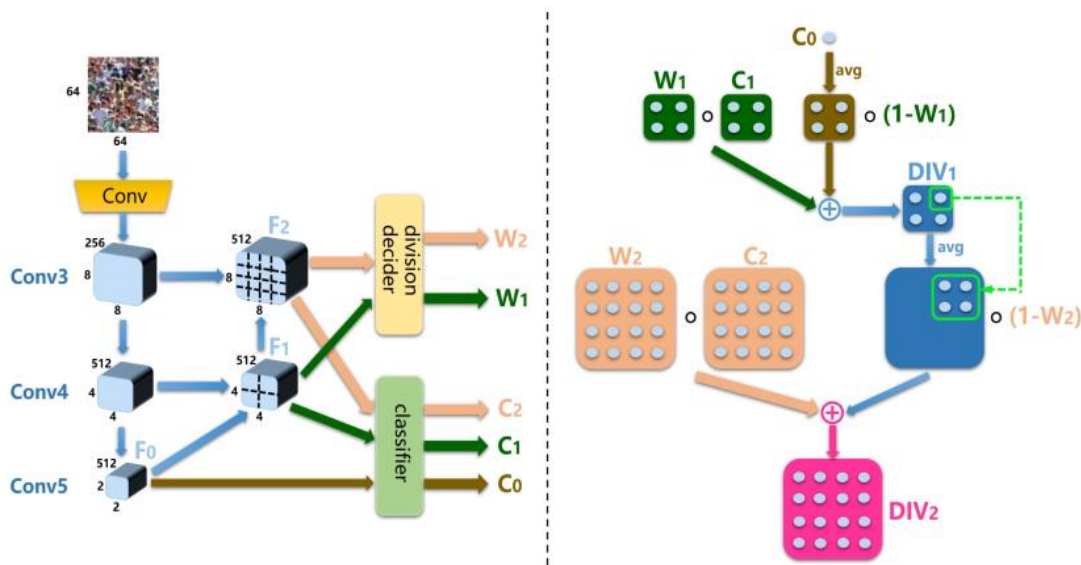 64
64
Conv
256
Conv3
8
8
512
F2
8
8
division decider
W2
W1
512
Conv4
4
4
512
F1
4
4
classifier
C2
C1
C0
512
F0
Conv5
2
2
C0
avg
W1
C1
o
o (1-W1)
DIV1
avg
W2
C2
o
o (1-W2)
DIV2